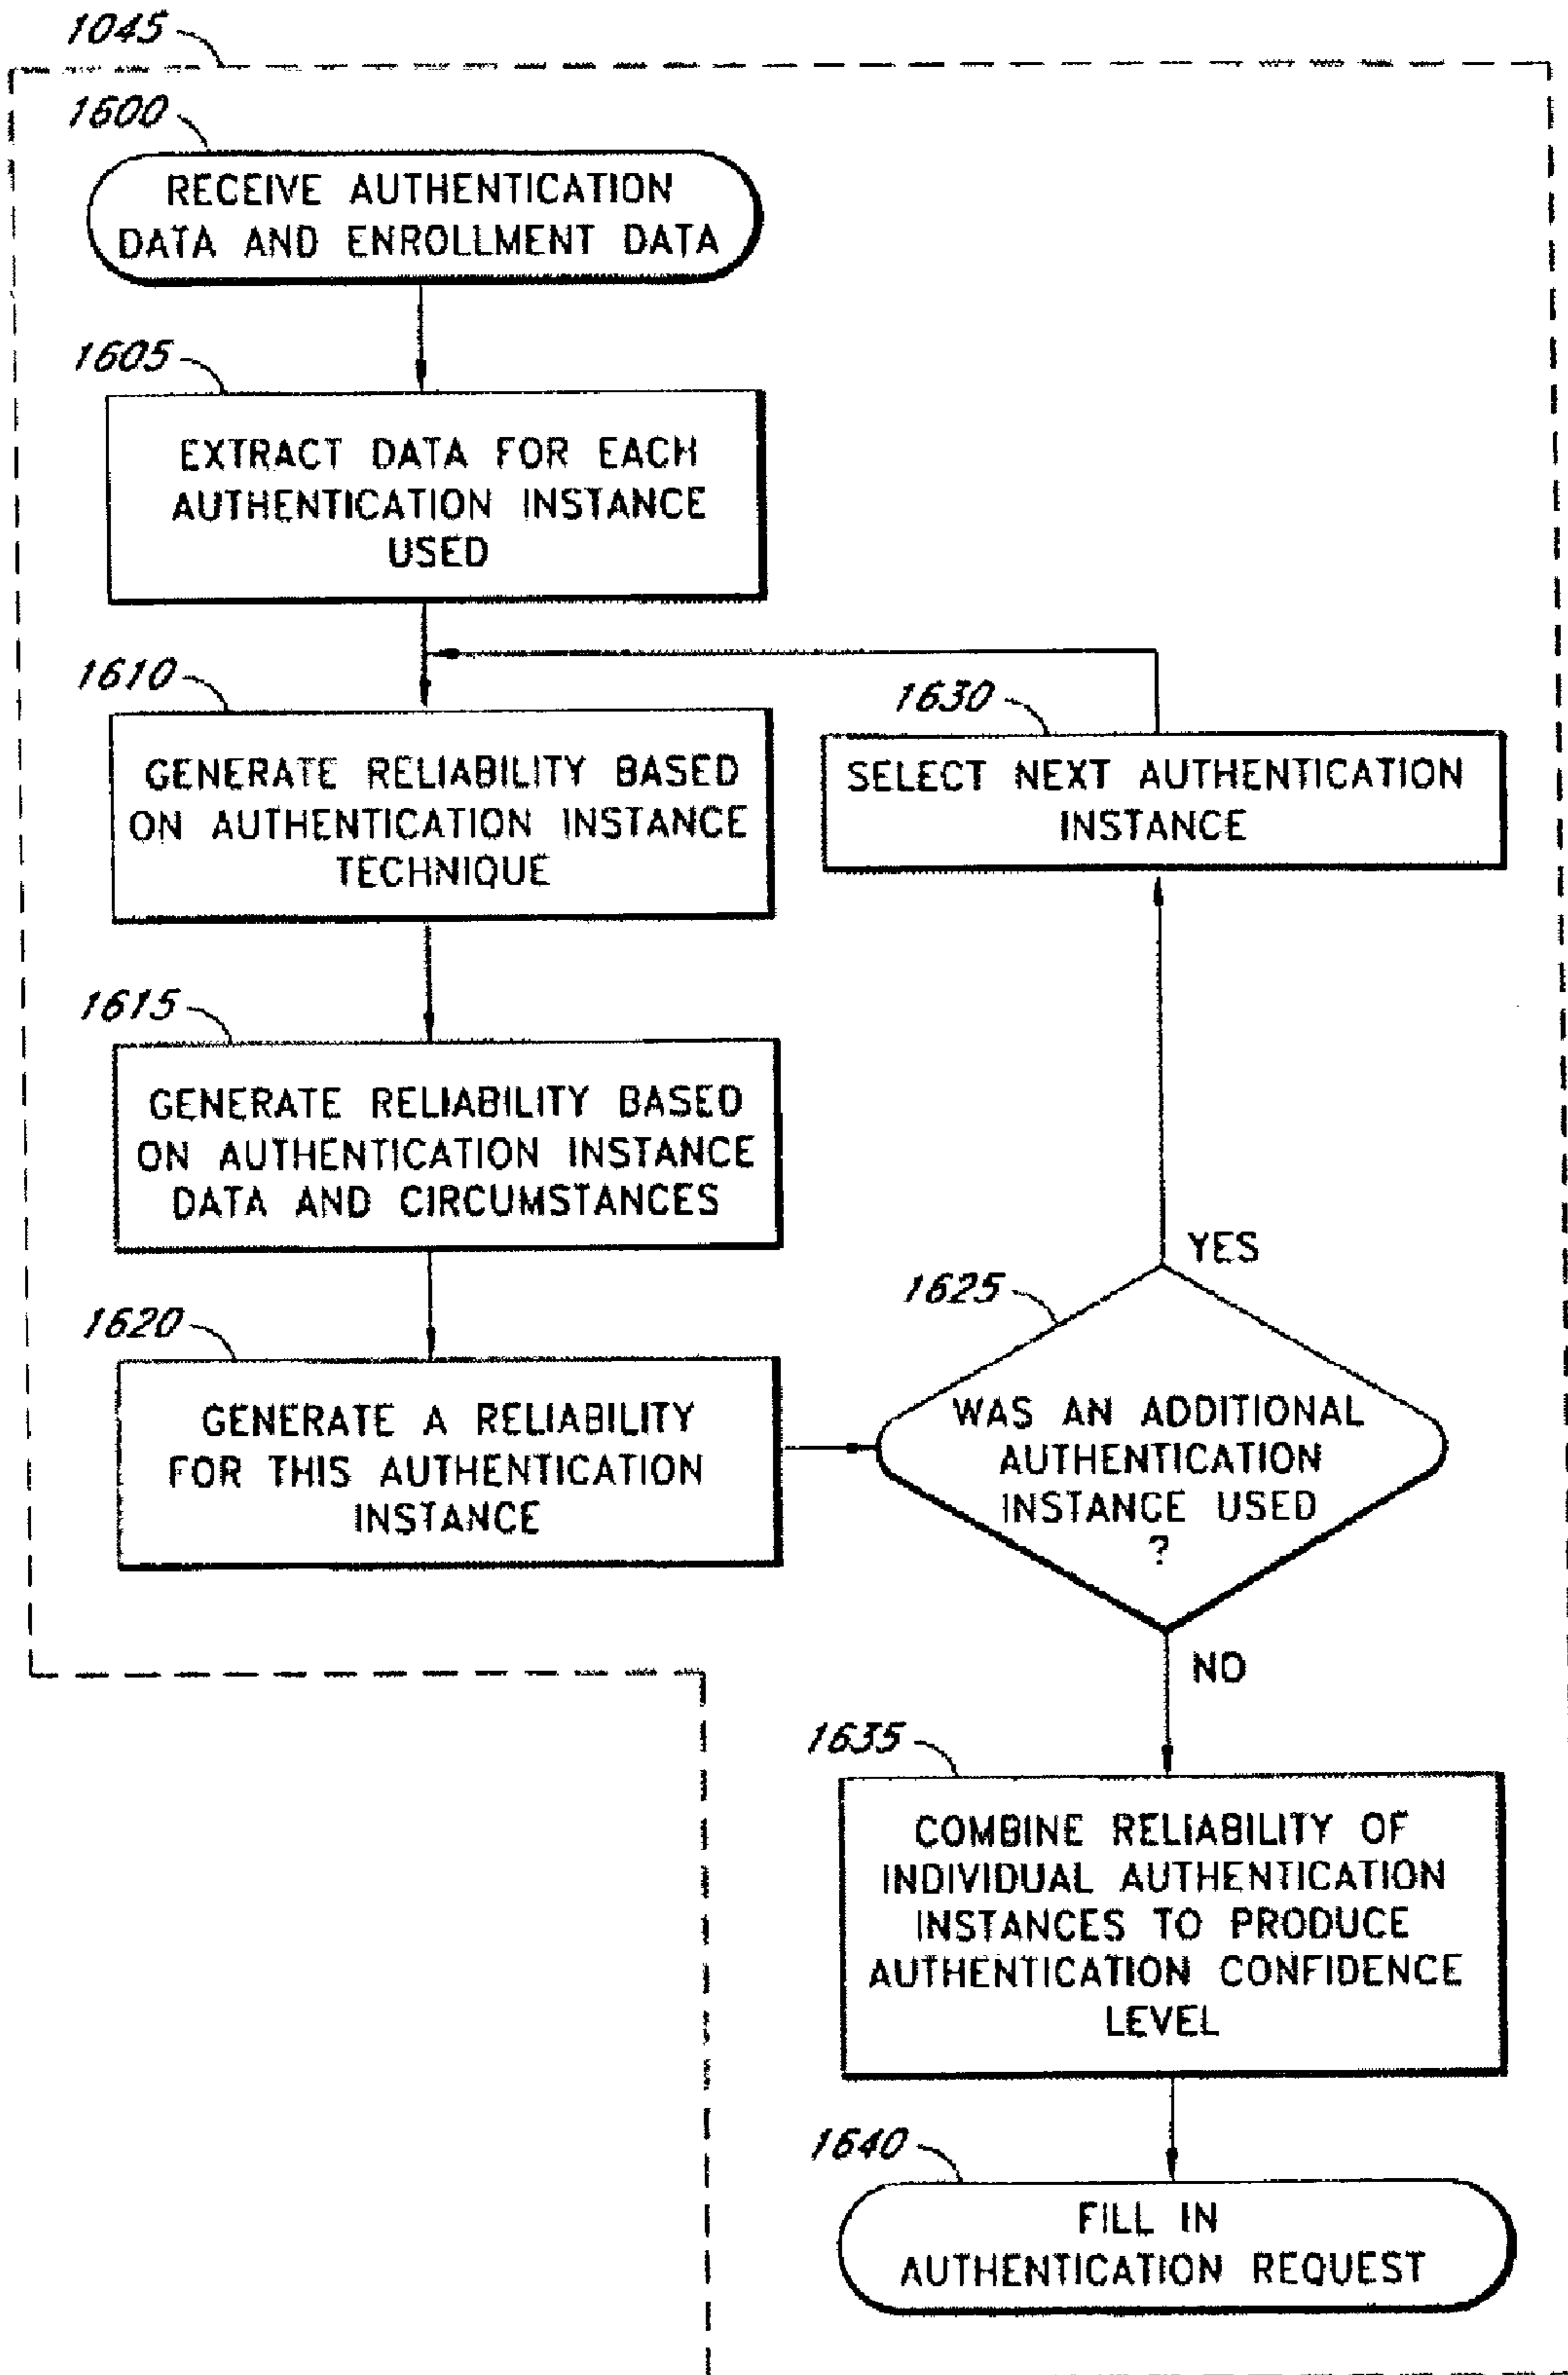 1045
1600
RECEIVE AUTHENTICATION
DATA AND ENROLLMENT DATA
1605
EXTRACT DATA FOR EACH
AUTHENTICATION INSTANCE
USED
1610
GENERATE RELIABILITY BASED
ON AUTHENTICATION INSTANCE
TECHNIQUE
1630
SELECT NEXT AUTHENTICATION
INSTANCE
1615
GENERATE RELIABILITY BASED
ON AUTHENTICATION INSTANCE
DATA AND CIRCUMSTANCES
YES
1620
GENERATE A RELIABILITY
FOR THIS AUTHENTICATION
INSTANCE
1625
WAS AN ADDITIONAL
AUTHENTICATION
INSTANCE USED
?
NO
1635
COMBINE RELIABILITY OF
INDIVIDUAL AUTHENTICATION
INSTANCES TO PRODUCE
AUTHENTICATION CONFIDENCE
LEVEL
1640
FILL IN
AUTHENTICATION REQUEST